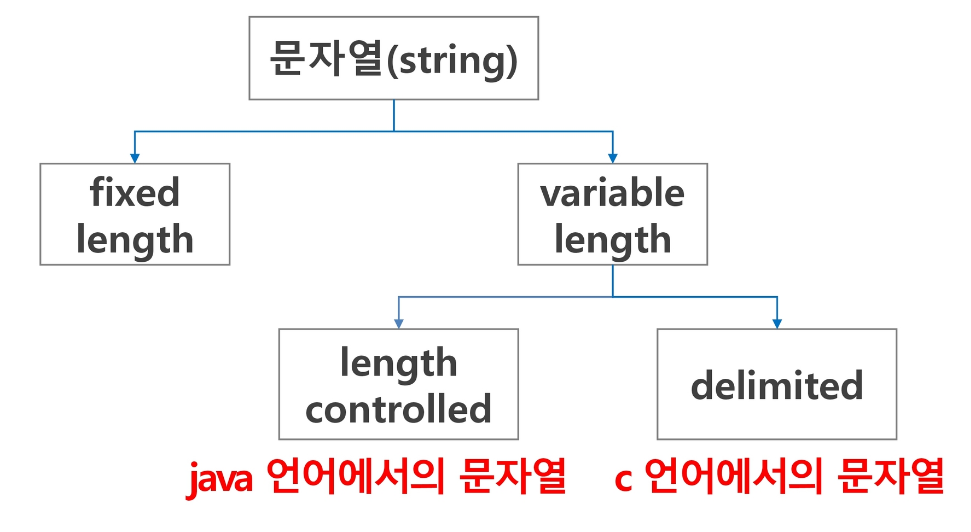 문자열(string)
fixed
length
variable
length
length
controlled
delimited
java 언어에서의 문자열
c 언어에서의 문자열